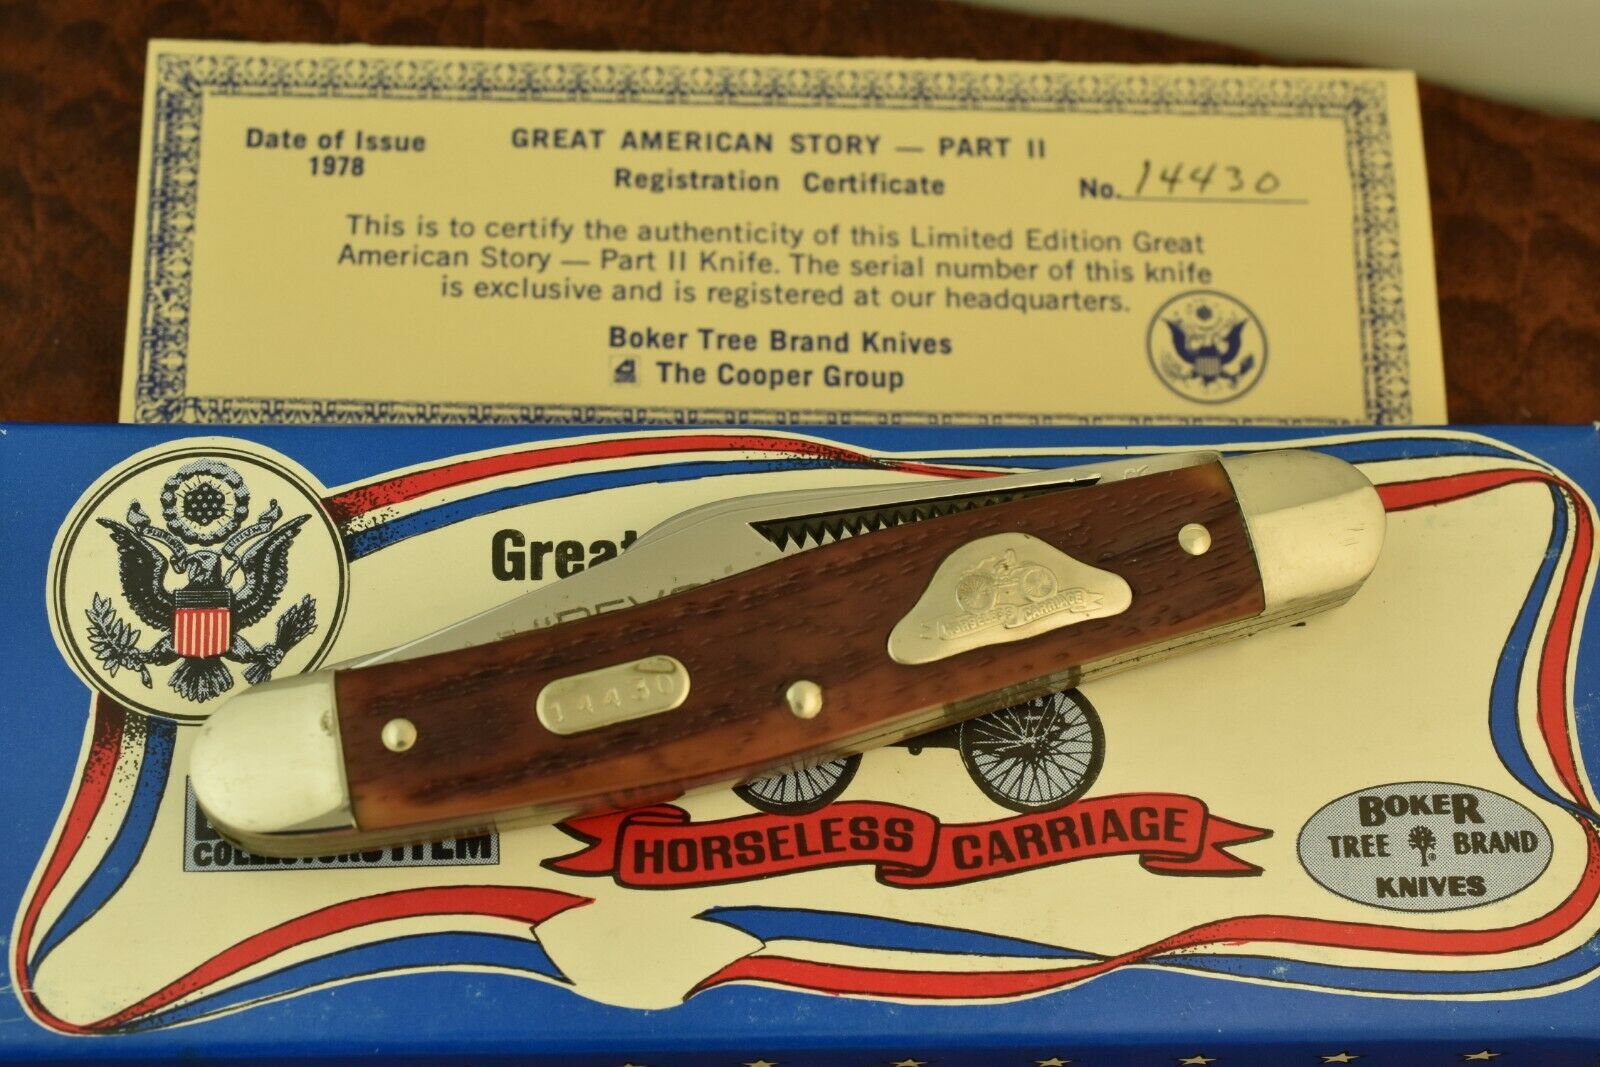 Date of Issue
1978
GREAT AMERICAN STORY — PART II
Registration Certificate
No. 14430
This is to certify the authenticity of this Limited Edition Great
American Story — Part II Knife. The serial number of this knife
is exclusive and is registered at our headquarters.
Boker Tree Brand Knives
The Cooper Group
Great
14430
HORSELESS CARRIAGE
COLLECTORS ITEM
HORSELESS CARRIAGE
BOKER
TREE BRAND
KNIVES